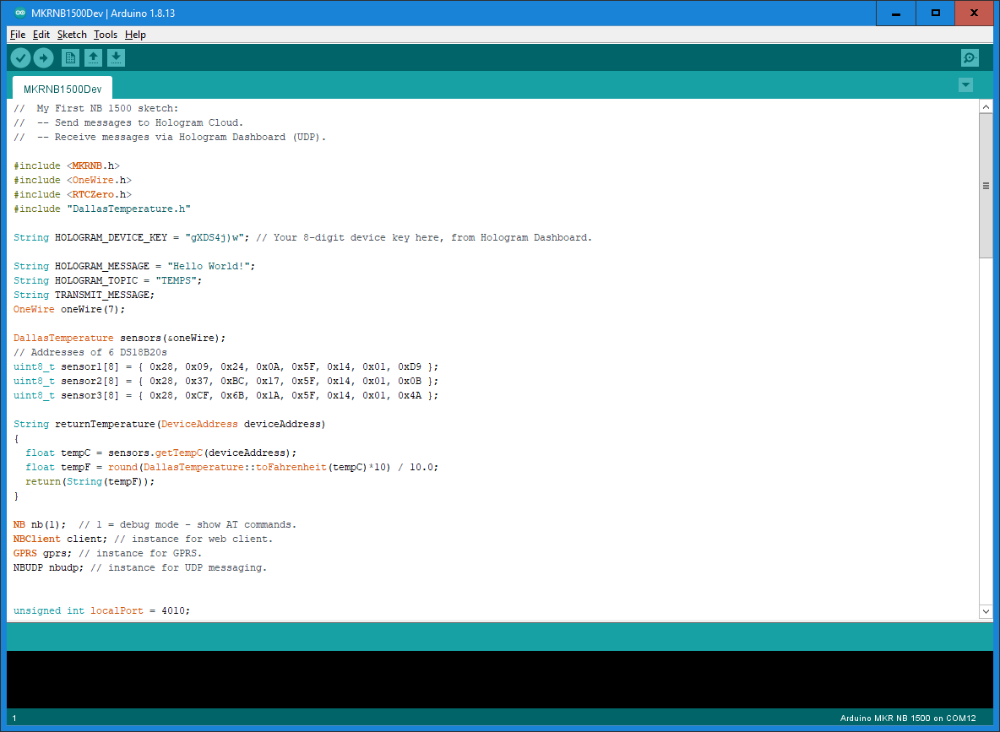 MKRNB1500Dev | Arduino 1.8.13
File Edit Sketch Tools Help
MKRNB1500Dev
//  My First NB 1500 sketch:
//  -- Send messages to Hologram Cloud.
//  -- Receive messages via Hologram Dashboard (UDP).
#include <MKRNB.h>
#include <OneWire.h>
#include <RTCZero.h>
#include "DallasTemperature.h"
String HOLOGRAM_DEVICE_KEY = "gXDS4j)w"; // Your 8-digit device key here, from Hologram Dashboard.
String HOLOGRAM_MESSAGE = "Hello World!";
String HOLOGRAM_TOPIC = "TEMPS";
String TRANSMIT_MESSAGE;
OneWire oneWire(7);
DallasTemperature sensors(&oneWire);
// Addresses of 6 DS18B20s
uint8_t sensor1[8] = { 0x28, 0x09, 0x24, 0x0A, 0x5F, 0x14, 0x01, 0xD9 };
uint8_t sensor2[8] = { 0x28, 0x37, 0xBC, 0x17, 0x5F, 0x14, 0x01, 0x0B };
uint8_t sensor3[8] = { 0x28, 0xCF, 0x6B, 0x1A, 0x5F, 0x14, 0x01, 0x4A };
String returnTemperature(DeviceAddress deviceAddress)
{
  float tempC = sensors.getTempC(deviceAddress);
  float tempF = round(DallasTemperature::toFahrenheit(tempC)*10) / 10.0;
  return(String(tempF));
}
NB nb(1);  // 1 = debug mode - show AT commands.
NBClient client; // instance for web client.
GPRS gprs; // instance for GPRS.
NBUDP nbudp; // instance for UDP messaging.
unsigned int localPort = 4010;
1
Arduino MKR NB 1500 on COM12